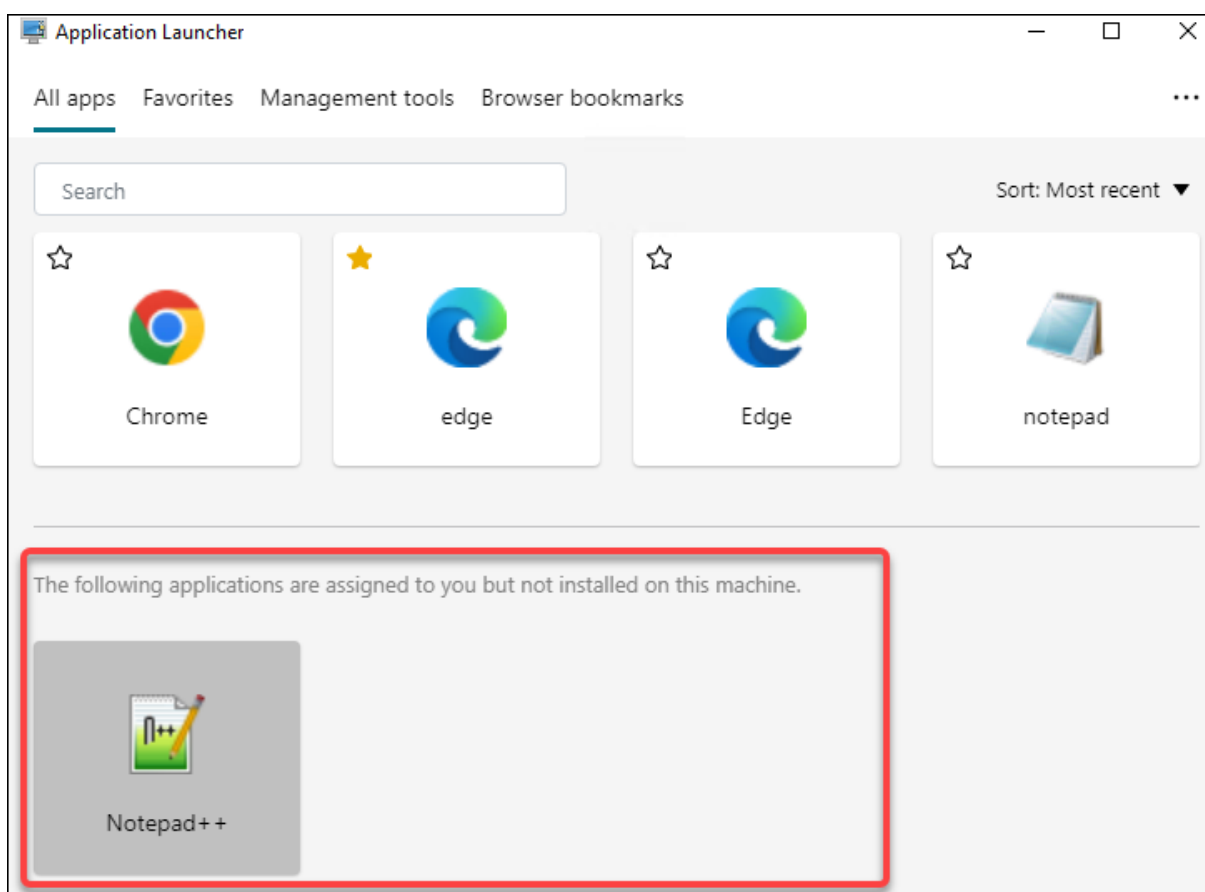 Application Launcher
All apps Favorites Management tools Browser bookmarks
Search
Sort: Most recent
Chrome
edge
Edge
notepad
The following applications are assigned to you but not installed on this machine.
n++
Notepad++